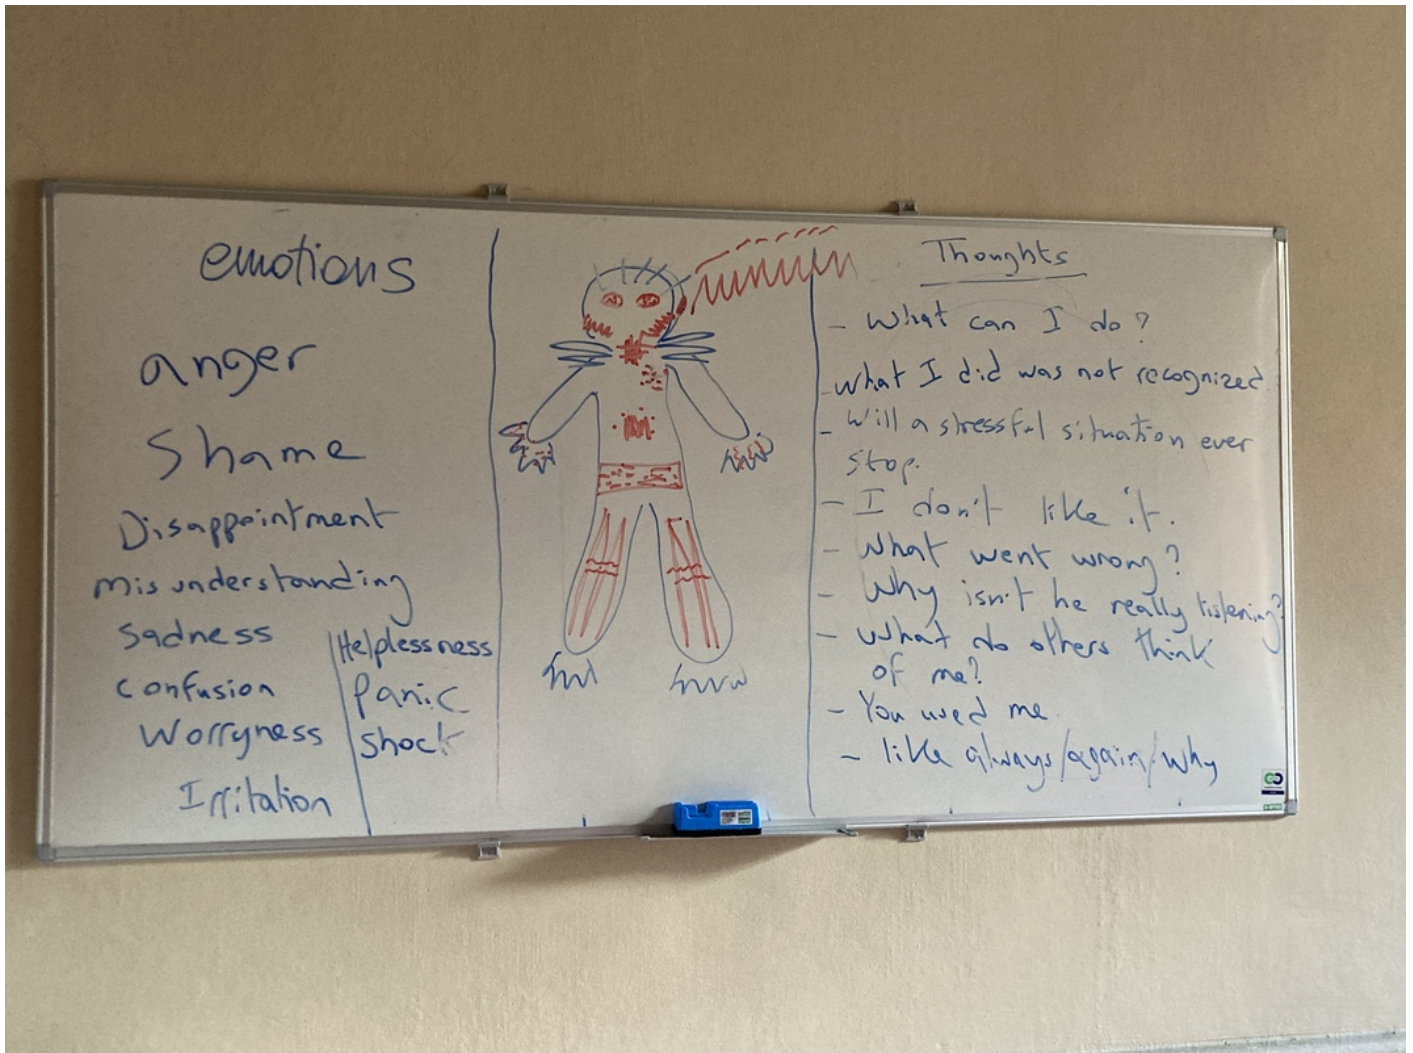 emotions
anger
Shame
Disappointment
Misunderstanding
Sadness
Confusion
Worryness
Irritation
Helplessness
Panic
Shock
Thoughts
- What can I do?
- What I did was not recognized
- Will a stressful situation ever
stop.
- I don't like it.
- What went wrong?
- Why isn't he really listening?
- What do others think
of me?
- You used me
- like always/again/why